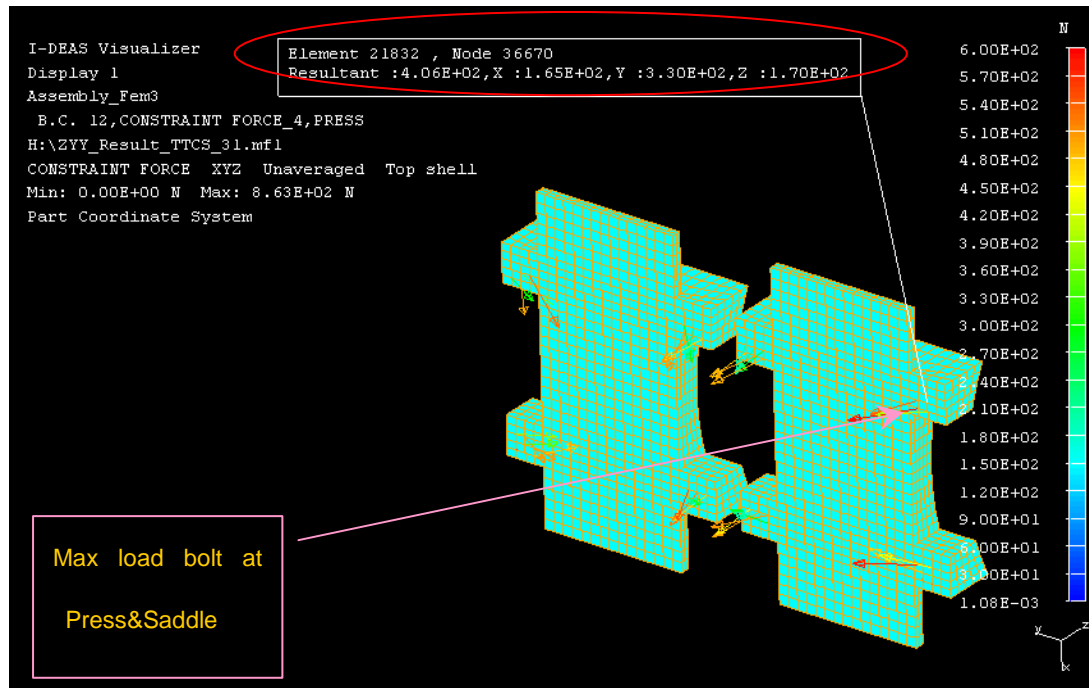 I-DEAS Visualizer
Display 1
Assembly_Fem3
B.C. 12,CONSTRAINT FORCE_4,PRESS
H:\ZYY_Result_TTCS_31.mf1
CONSTRAINT FORCE XYZ Unaveraged Top shell
Min: 0.00E+00 N Max: 8.63E+02 N
Part Coordinate System
Element 21832 , Node 36670
Resultant :4.06E+02,X :1.65E+02,Y :3.30E+02,Z :1.70E+02
N
6.00E+02
5.70E+02
5.40E+02
5.10E+02
4.80E+02
4.50E+02
4.20E+02
3.90E+02
3.60E+02
3.30E+02
3.00E+02
2.70E+02
2.40E+02
2.10E+02
1.80E+02
1.50E+02
1.20E+02
9.00E+01
6.00E+01
3.00E+01
1.08E-03
Max load bolt at
Press&Saddle
y
z
x